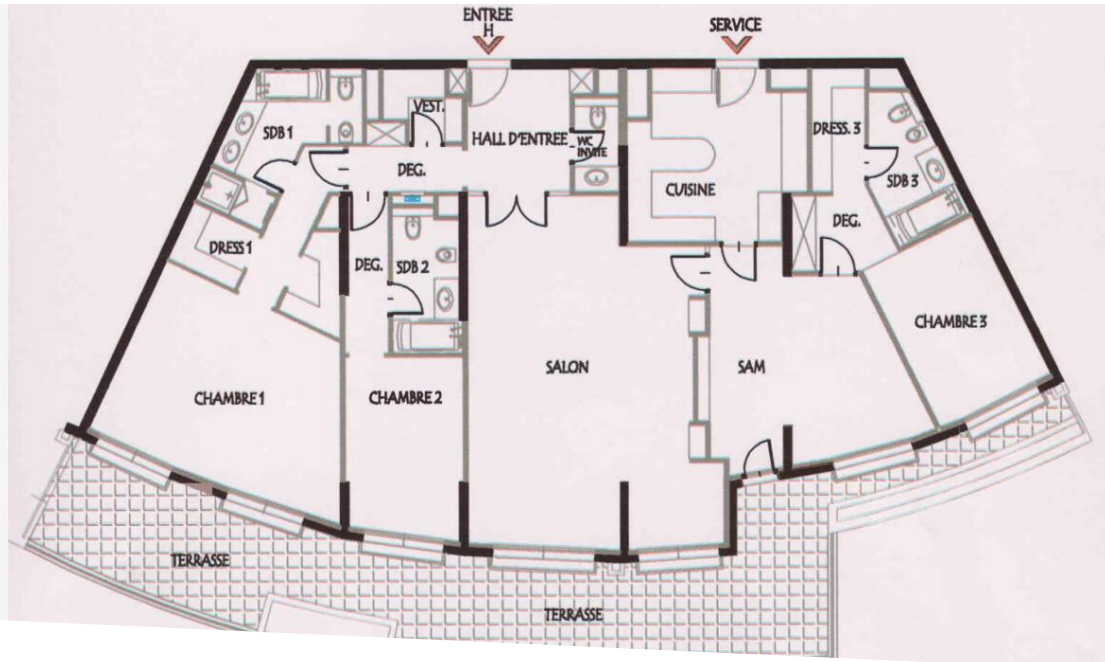 ENTREE
H
SERVICE
SDB 1
VEST.
HALL D'ENTREE
WC
INVITE
DEG.
CUISINE
DRESS. 3
SDB 3
DEG.
DRESS 1
DEG.
SDB 2
CHAMBRE 3
CHAMBRE 1
CHAMBRE 2
SALON
SAM
TERRASSE
TERRASSE